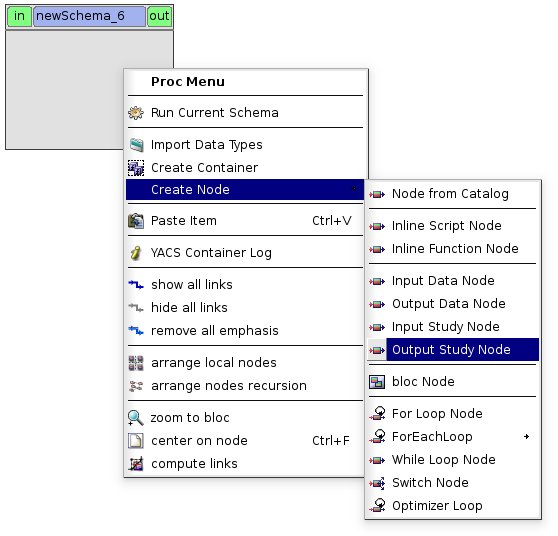 in newSchema_6 out
Proc Menu
Run Current Schema
Import Data Types
Create Container
Create Node
Paste Item Ctrl+V
YACS Container Log
show all links
hide all links
remove all emphasis
arrange local nodes
arrange nodes recursion
zoom to bloc
center on node Ctrl+F
compute links
Node from Catalog
Inline Script Node
Inline Function Node
Input Data Node
Output Data Node
Input Study Node
Output Study Node
bloc Node
For Loop Node
ForEachLoop
While Loop Node
Switch Node
Optimizer Loop